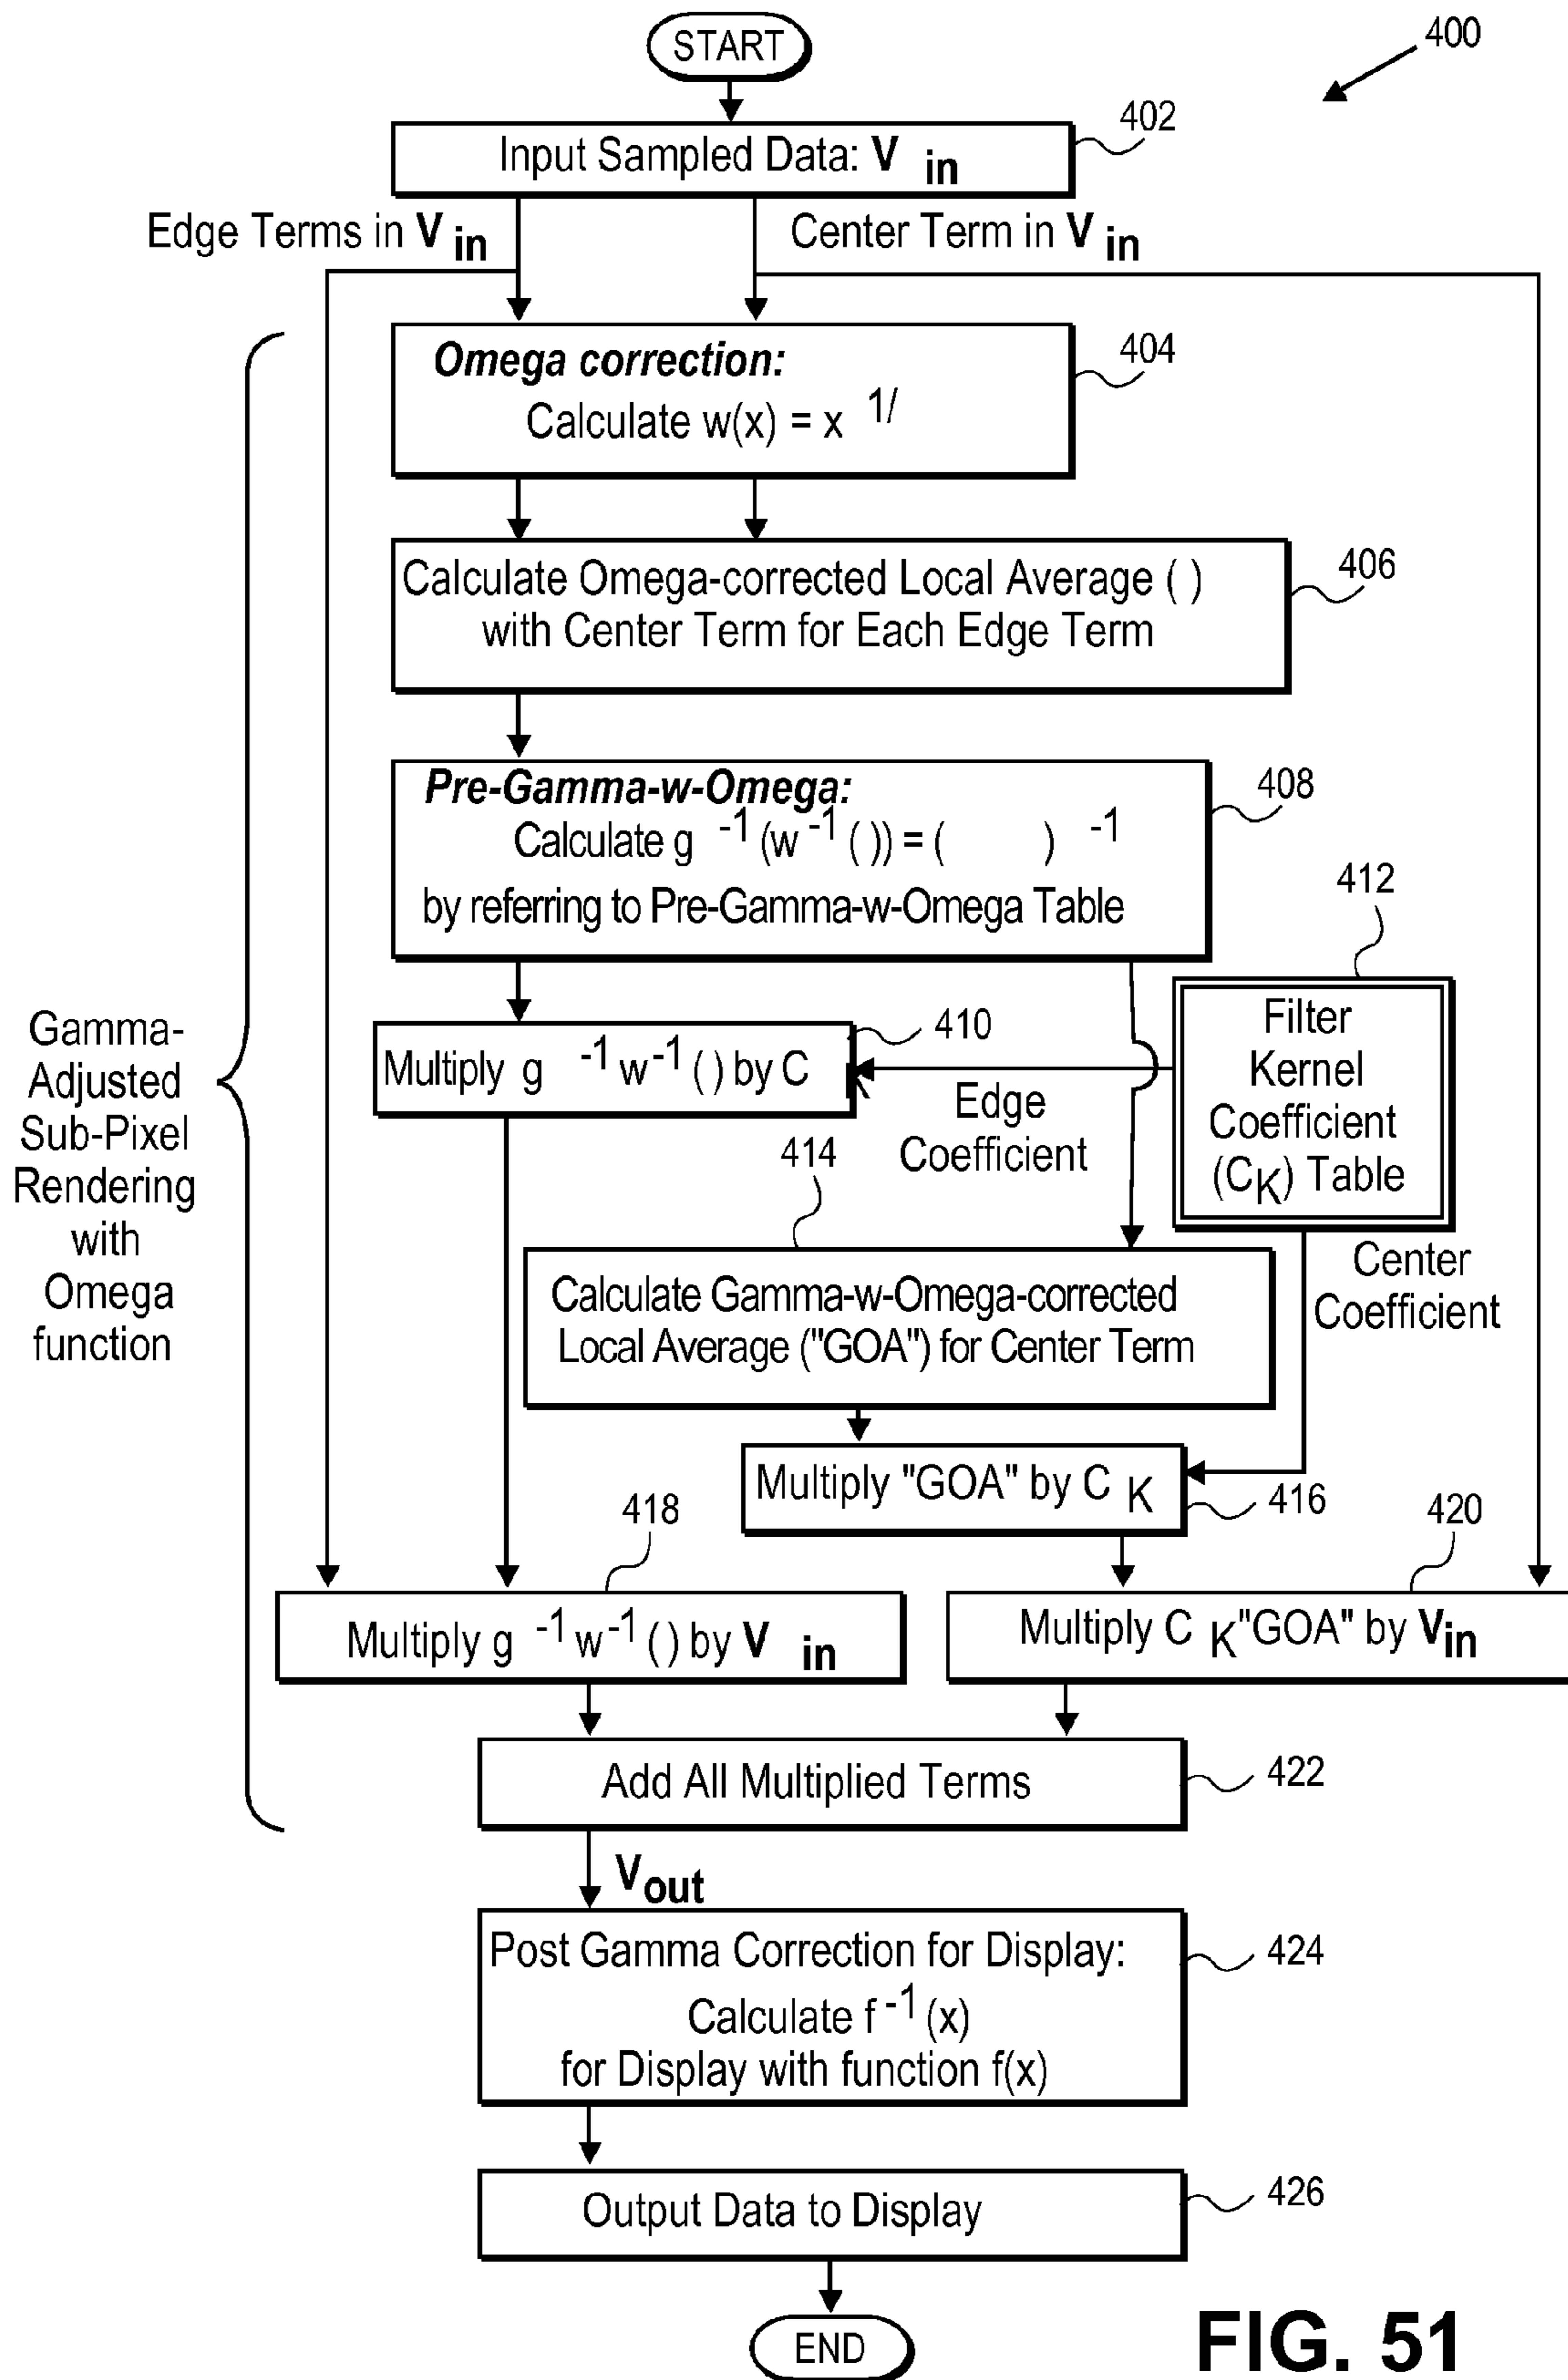 START
400
402
Input Sampled Data: V in
Edge Terms in V in
Center Term in V in
404
Omega correction:
Calculate w(x) = x 1/
406
Calculate Omega-corrected Local Average ( )
with Center Term for Each Edge Term
408
Pre-Gamma-w-Omega:
Calculate g -1 (w-1 ( )) = ( ) -1
by referring to Pre-Gamma-w-Omega Table
412
Filter
Kernel
Coefficient
(CK) Table
410
Multiply g -1 w-1 ( ) by C K
Edge
Coefficient
414
Calculate Gamma-w-Omega-corrected
Local Average ("GOA") for Center Term
Center
Coefficient
Gamma-
Adjusted
Sub-Pixel
Rendering
with
Omega
function
Multiply "GOA" by C K
416
418
420
Multiply g -1 w-1 ( ) by V in
Multiply C K"GOA" by Vin
Add All Multiplied Terms
422
Vout
Post Gamma Correction for Display:
Calculate f -1 (x)
for Display with function f(x)
424
Output Data to Display
426
END
FIG. 51